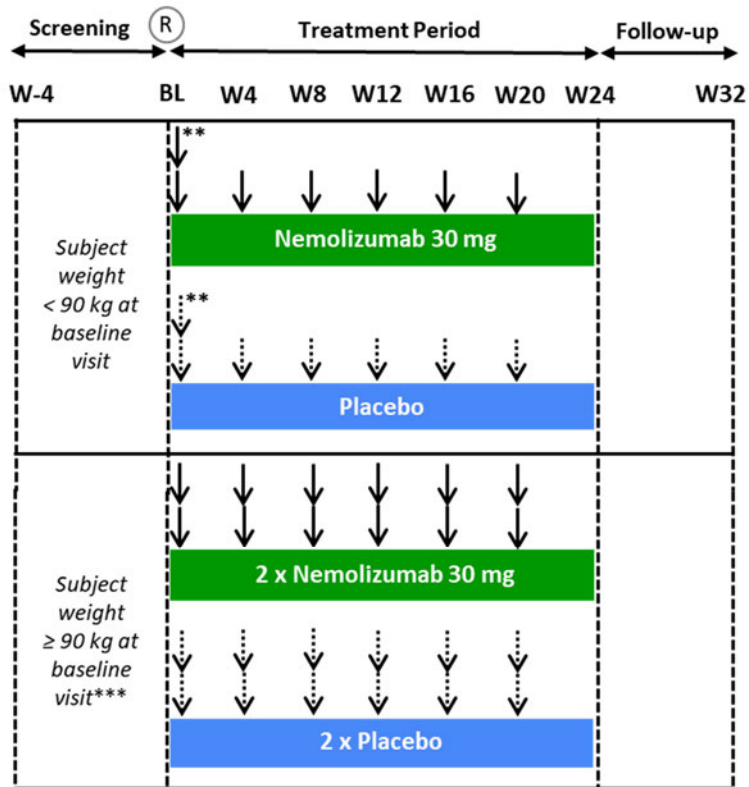 Screening
R
Treatment Period
Follow-up
W-4 BL W4 W8 W12 W16 W20 W24 W32
**
Nemolizumab 30 mg
Subject
weight
< 90 kg at
baseline
visit
**
Placebo
2 x Nemolizumab 30 mg
Subject
weight
≥ 90 kg at
baseline
visit***
2 x Placebo